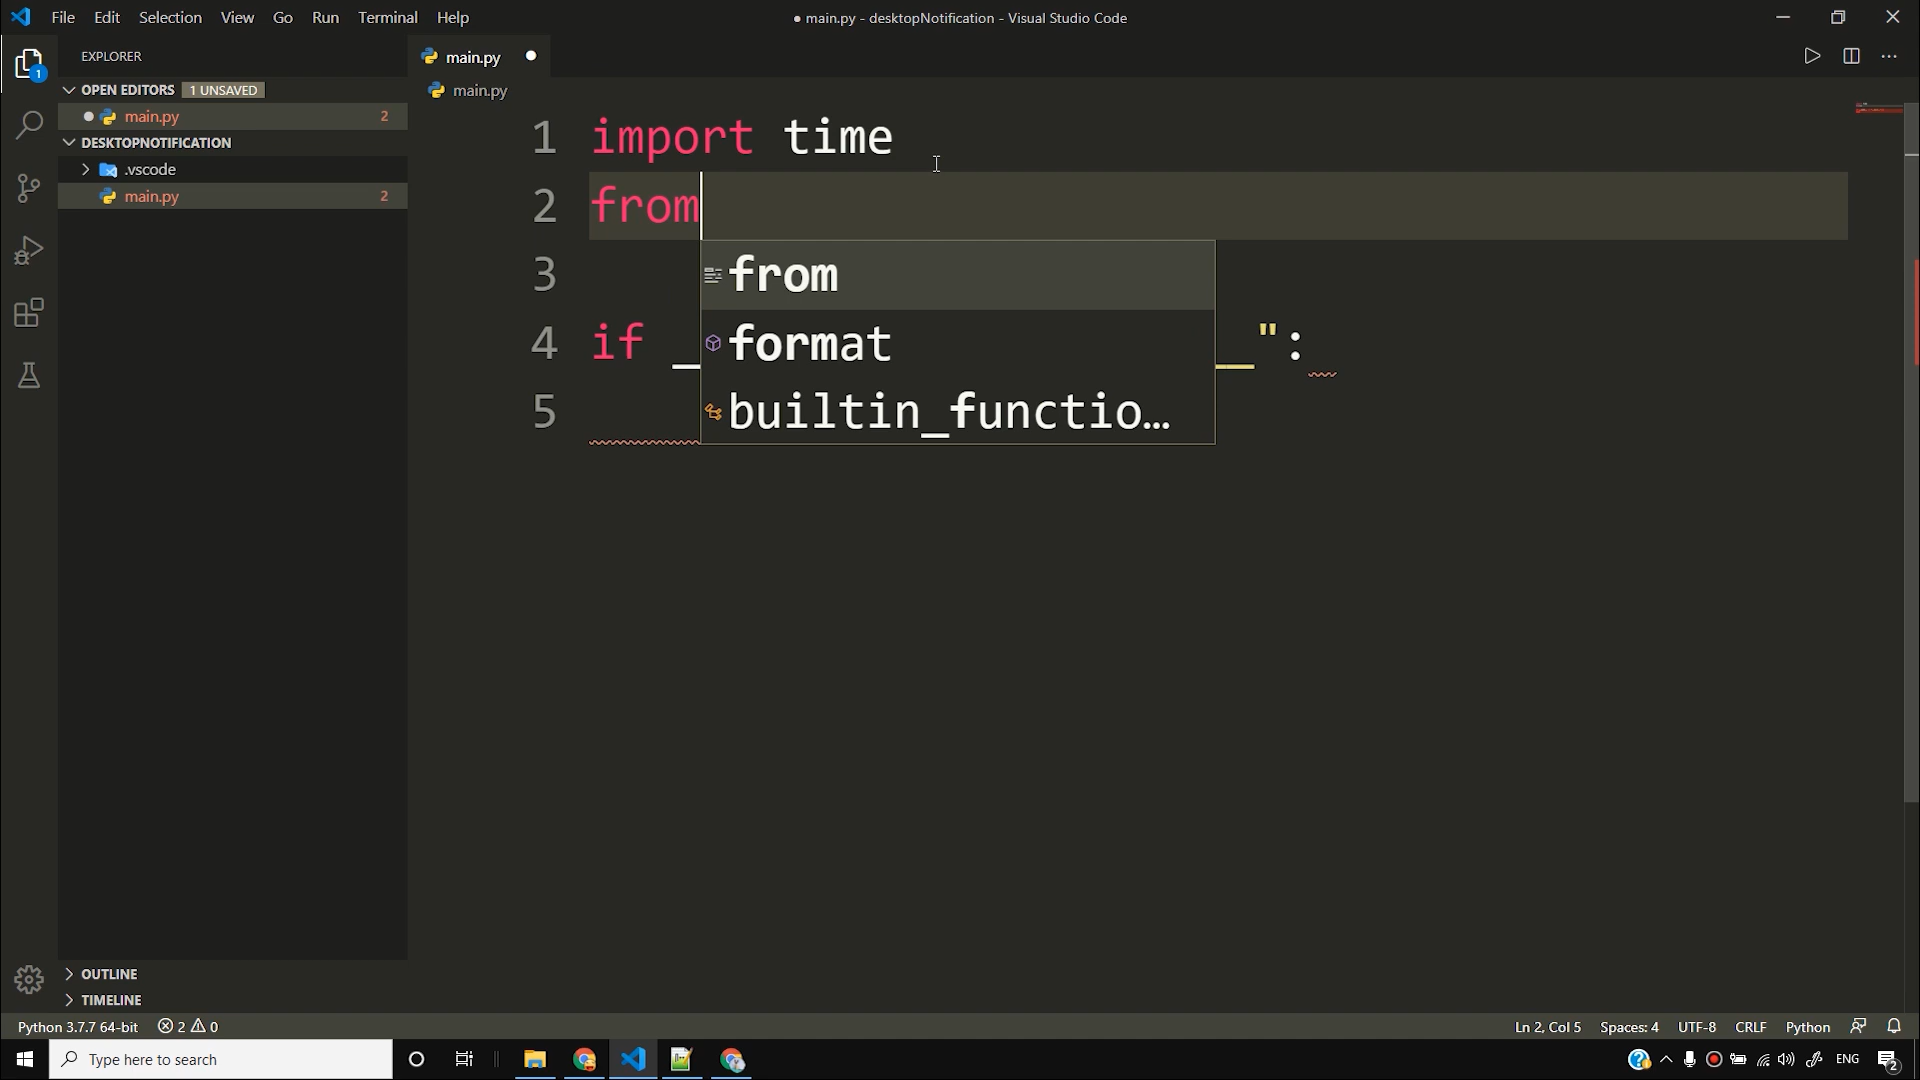 File Edit Selection View Go Run Terminal Help
● main.py - desktopNotification - Visual Studio Code
EXPLORER
1
OPEN EDITORS 1 UNSAVED
main.py 2
DESKTOPNOTIFICATION
.vscode
main.py 2
OUTLINE
TIMELINE
main.py
main.py
1 import time
2 from
3
4 if __":
5
from
format
builtin_functio…
Python 3.7.7 64-bit 2 0
Ln 2, Col 5 Spaces: 4 UTF-8 CRLF Python
Type here to search
ENG
2